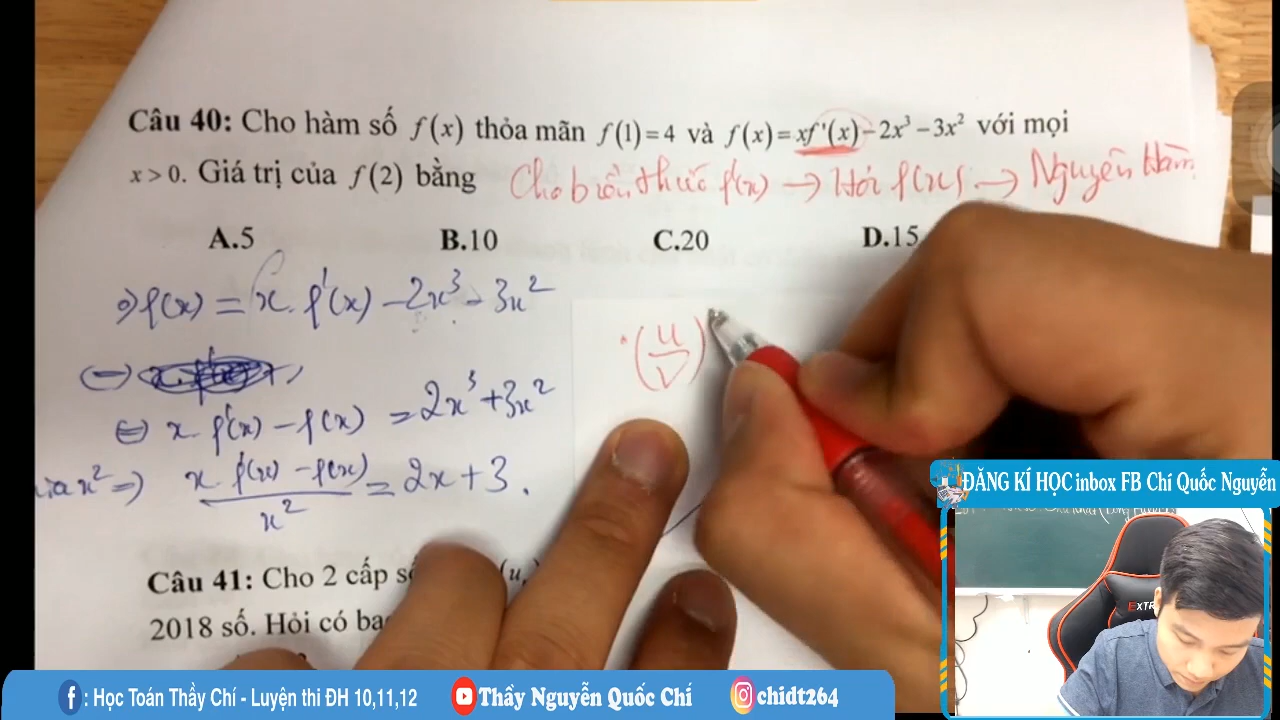 Câu 40: Cho hàm số f(x) thỏa mãn f(1)=4 và f(x)=xf'(x)-2x³-3x² với mọi
x>0. Giá trị của f(2) bằng
Cho biểu thức f'(x) → Hỏi f(x) → Nguyên Hàm.
A.5 B.10 C.20 D.15
f(x) = x. f'(x) - 2x³ - 3x²
⇔ x. f'(x) - f(x) = 2x³ + 3x²
x² ⇒ x. f'(x) - f(x) / x² = 2x + 3.
(u/v)
Câu 41: Cho 2 cấp
2018 số. Hỏi có
ĐĂNG KÍ HỌC inbox FB Chí Quốc Nguyễn
: Học Toán Thầy Chí - Luyện thi ĐH 10,11,12
Thầy Nguyễn Quốc Chí
chidt264